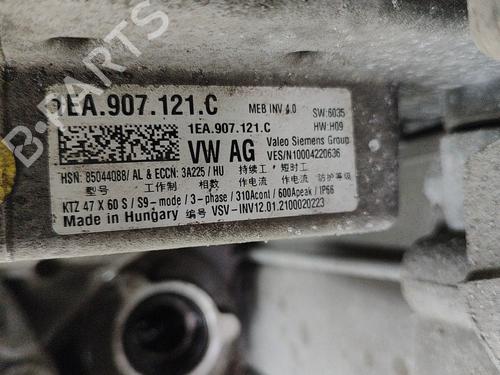 B-PARTS
1EA.907.121.C MEB INV 4.0 SW:6035
1EA.907.121.C HW:H09
VW AG Valeo Siemens Group
VES/N10004220636
HSN: 85044088/ AL & ECCN: 3A225 / HU 持续工, 短时工
型号 工作制 相数 作电流 作电流 防护等级
KTZ 47 X 60 S / S9- mode / 3-phase / 310Acont / 600Apeak / IP66
Made in Hungary 编号 VSV-INV12.01.2100020223